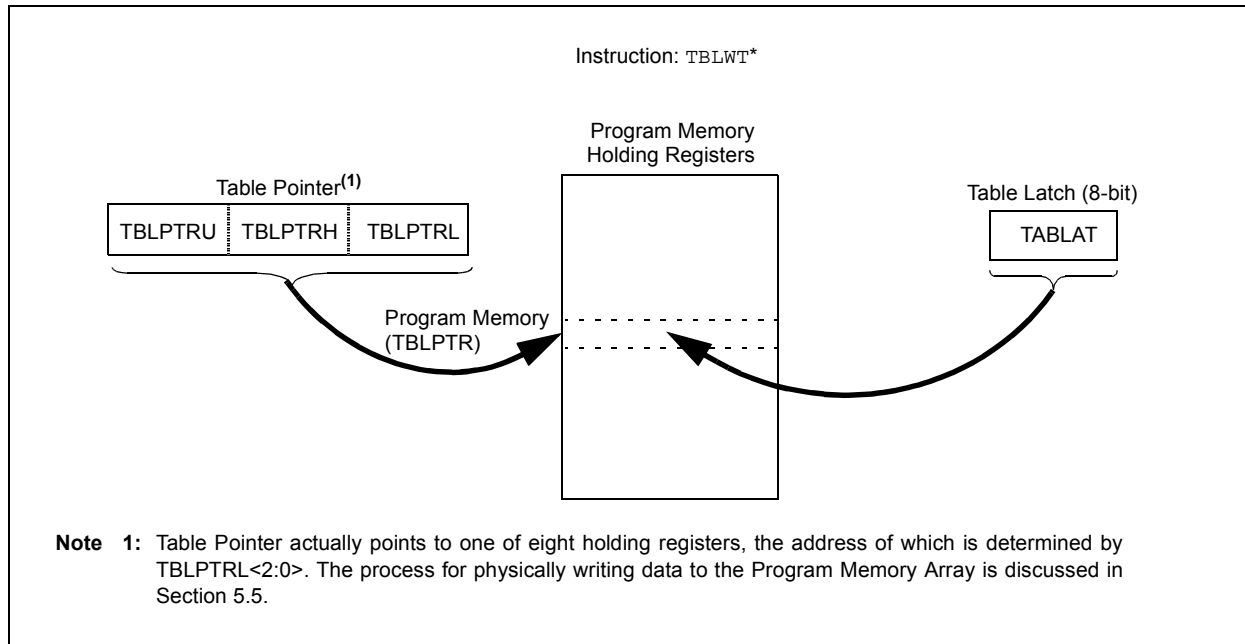 Instruction: TBLWT*
Program Memory
Holding Registers
Table Pointer(1)
Table Latch (8-bit)
TBLPTRU TBLPTRH TBLPTRL
TABLAT
Program Memory
(TBLPTR)
Note 1: Table Pointer actually points to one of eight holding registers, the address of which is determined by
TBLPTRL<2:0>. The process for physically writing data to the Program Memory Array is discussed in
Section 5.5.